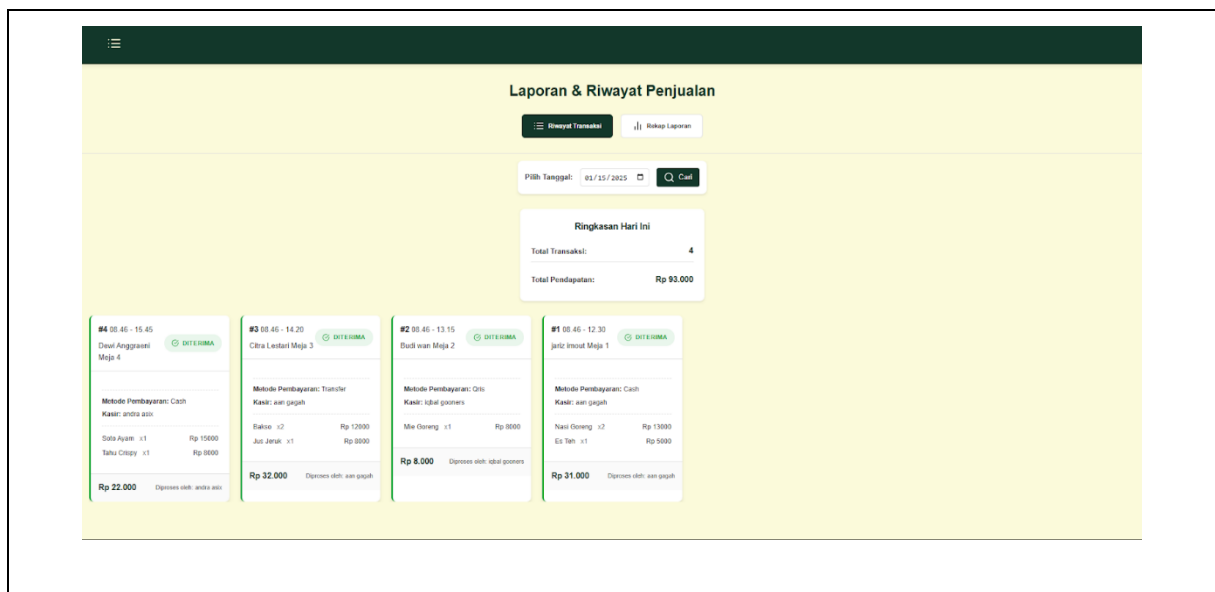 Laporan & Riwayat Penjualan
Riwayat Transaksi
Rekap Laporan
Pilih Tanggal: 01/15/2025 Cari
Ringkasan Hari Ini
Total Transaksi: 4
Total Pendapatan: Rp 93.000
#4 08.46 - 15.45
DITERIMA
Dewi Anggraeni
Meja 4
Metode Pembayaran: Cash
Kasir: andra asix
Soto Ayam x1 Rp 15000
Tahu Crispy x1 Rp 6000
Rp 22.000 Diproses oleh: andra asix
#3 08.46 - 14.20
DITERIMA
Citra Lestari Meja 3
Metode Pembayaran: Transfer
Kasir: aan gagah
Bakso x2 Rp 12000
Jus Jeruk x1 Rp 8000
Rp 32.000 Diproses oleh: aan gagah
#2 08.46 - 13.15
DITERIMA
Budi wan Meja 2
Metode Pembayaran: Qris
Kasir: iqbal gooners
Mie Goreng x1 Rp 8000
Rp 8.000 Diproses oleh: iqbal gooners
#1 08.46 - 12.30
DITERIMA
jariz imout Meja 1
Metode Pembayaran: Cash
Kasir: aan gagah
Nasi Goreng x2 Rp 13000
Es Teh x1 Rp 5000
Rp 31.000 Diproses oleh: aan gagah